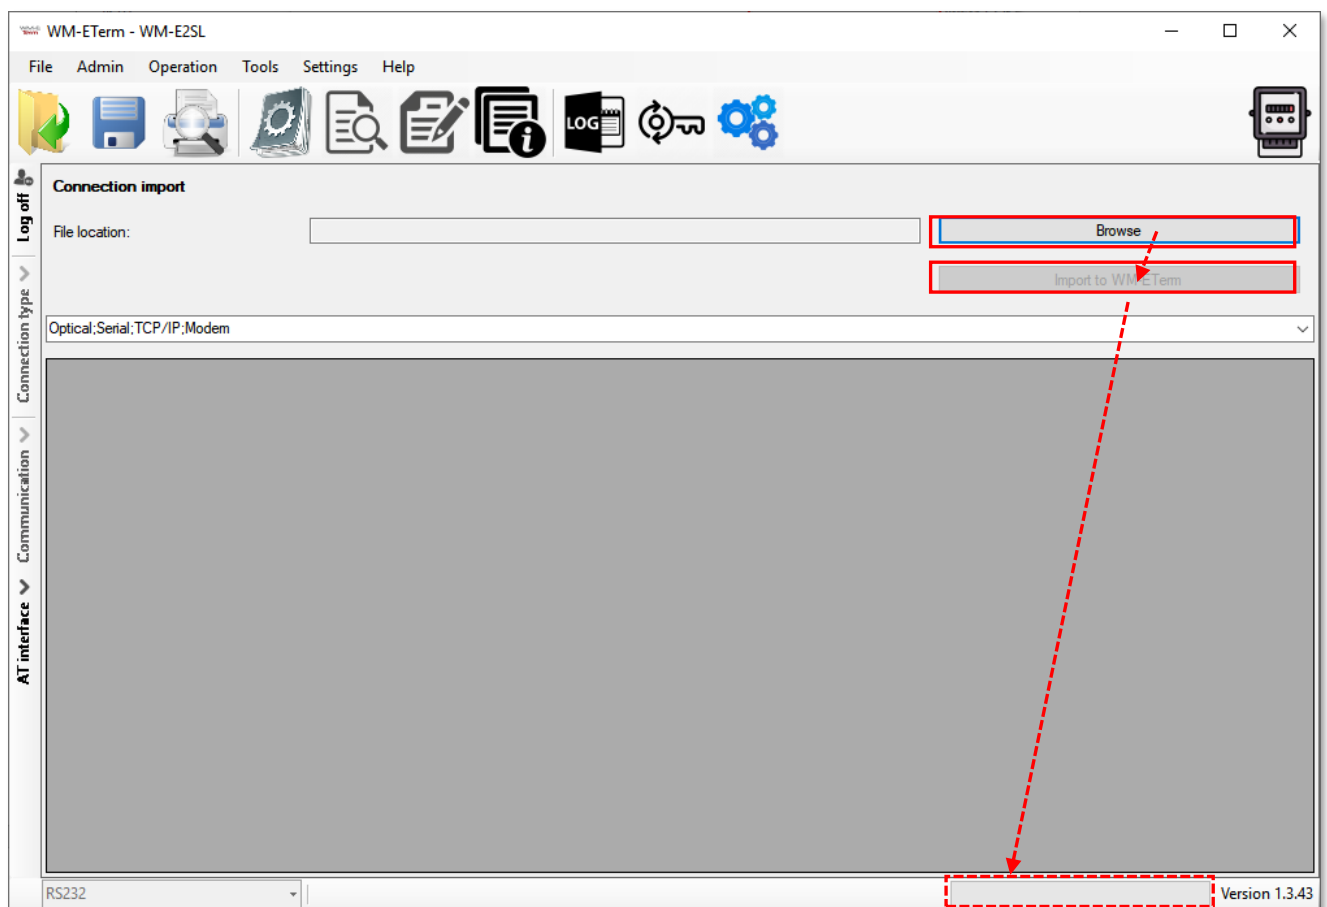 WM-ETerm - WM-E2SL
File Admin Operation Tools Settings Help
LOG
Log off
Connection type
Communication
AT interface
Connection import
File location:
Browse
Import to WM-ETerm
Optical;Serial;TCP/IP;Modem
RS232
Version 1.3.43